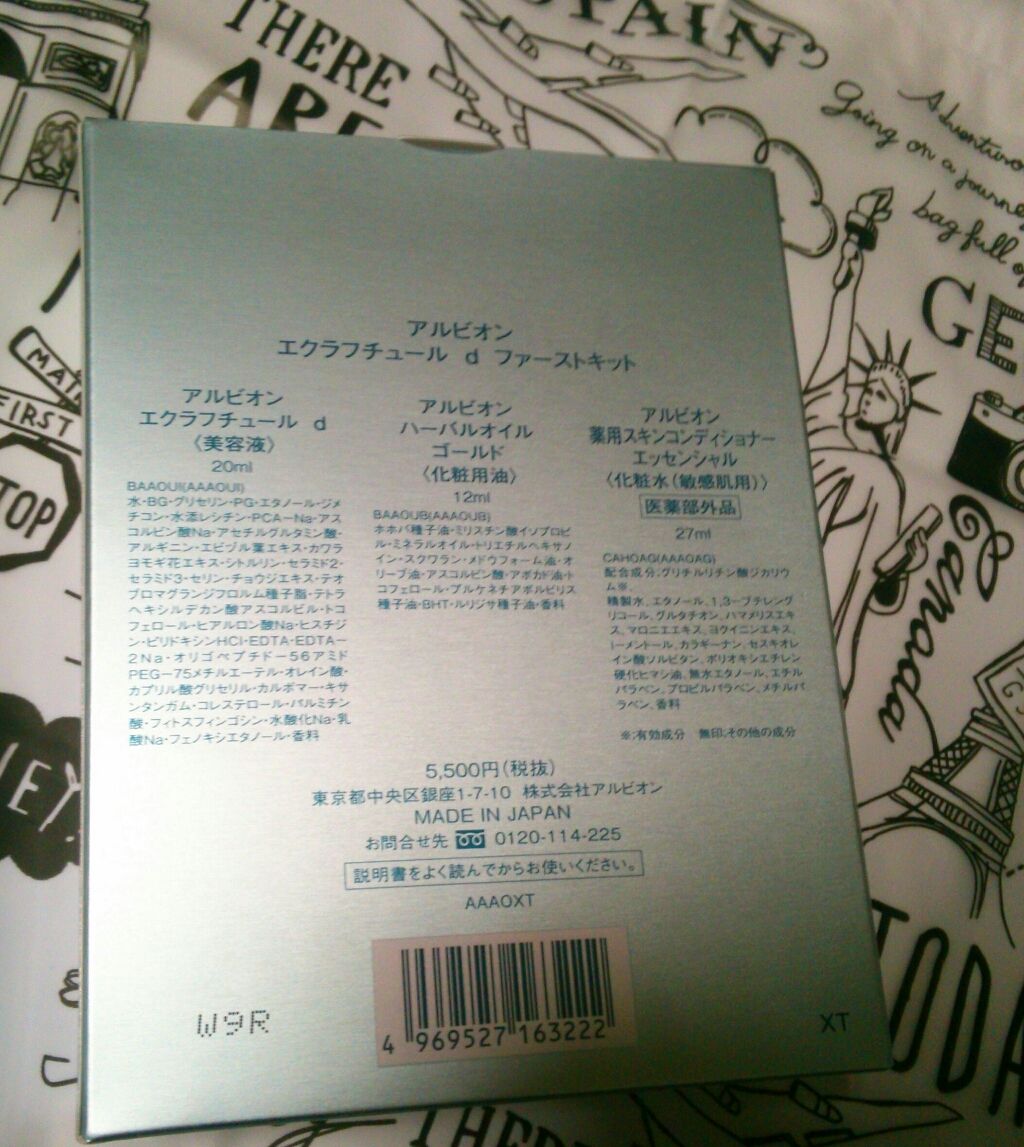 THERE
ARE
SPAIN
Going on a journey
bag full of
GE
MAT
FIRST
TOP
Canada
アルビオン
エクラフチュール d ファーストキット
アルビオン
エクラフチュール d
〈美容液〉
20ml
BAAOUI(AAAOUI)
水・BG・グリセリン・PG・エタノール・ジメ
チコン・水添レシチン・PCA-Na・アス
コルビン酸Na・アセチルグルタミン酸・
アルギニン・エビヅル葉エキス・カワラ
ヨモギ花エキス・シトルリン・セラミド2・
セラミド3・セリン・チョウジエキス・テオ
ブロマグランジフロルム種子脂・テトラ
ヘキシルデカン酸アスコルビル・トコ
フェロール・ヒアルロン酸Na・ヒスチジ
ン・ピリドキシンHCl・EDTA・EDTA-
2Na・オリゴペプチド-56アミド
PEG-75メチルエーテル・オレイン酸・
カプリル酸グリセリル・カルボマー・キサ
ンタンガム・コレステロール・パルミチン
酸・フィトスフィンゴシン・水酸化Na・乳
酸Na・フェノキシエタノール・香料
アルビオン
ハーバルオイル
ゴールド
〈化粧用油〉
12ml
BAAOUB(AAAOUB)
ホホバ種子油・ミリスチン酸イソプロピ
ル・ミネラルオイル・トリエチルヘキサノ
イン・スクワラン・メドウフォーム油・オ
リーブ油・アスコルビン酸・アボカド油・ト
コフェロール・プルケネチアボルビリス
種子油・BHT・ルリジサ種子油・香料
アルビオン
薬用スキンコンディショナー
エッセンシャル
〈化粧水(敏感肌用)〉
医薬部外品
27ml
CAHOAG(AAAOAG)
配合成分;グリチルリチン酸ジカリウ
ム※、
精製水、エタノール、1,3-ブチレング
リコール、グルタチオン、ハマメリスエキ
ス、マロニエエキス、ヨクイニンエキス、
l-メントール、カラギーナン、セスキオレ
イン酸ソルビタン、ポリオキシエチレン
硬化ヒマシ油、無水エタノール、エチル
パラベン、プロピルパラベン、メチルパ
ラベン、香料
※;有効成分 無印;その他の成分
5,500円(税抜)
東京都中央区銀座1-7-10 株式会社アルビオン
MADE IN JAPAN
お問合せ先 0120-114-225
説明書をよく読んでからお使いください。
AAAOXT
4 969527 163222
W9R
XT
TODA